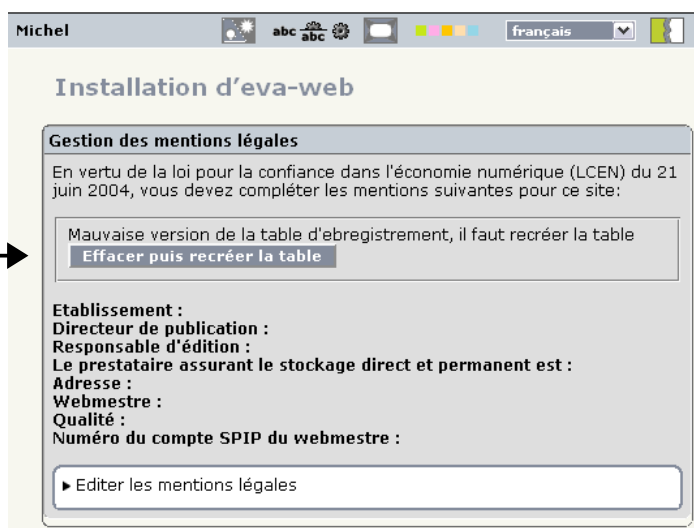 Michel
abc abc
abc
français
Installation d'eva-web
Gestion des mentions légales
En vertu de la loi pour la confiance dans l'économie numérique (LCEN) du 21
juin 2004, vous devez compléter les mentions suivantes pour ce site:
Mauvaise version de la table d'ebregistrement, il faut recréer la table
Effacer puis recréer la table
Etablissement :
Directeur de publication :
Responsable d'édition :
Le prestataire assurant le stockage direct et permanent est :
Adresse :
Webmestre :
Qualité :
Numéro du compte SPIP du webmestre :
Editer les mentions légales